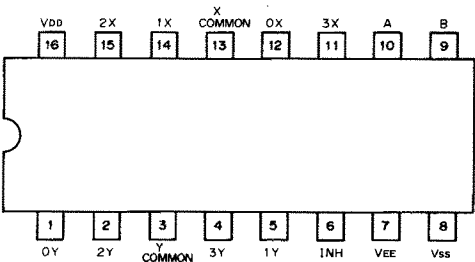 X
VDD 2X 1X COMMON 0X 3X A B
16 15 14 13 12 11 10 9
1 2 3 4 5 6 7 8
0Y 2Y Y 3Y 1Y INH VEE VSS
COMMON